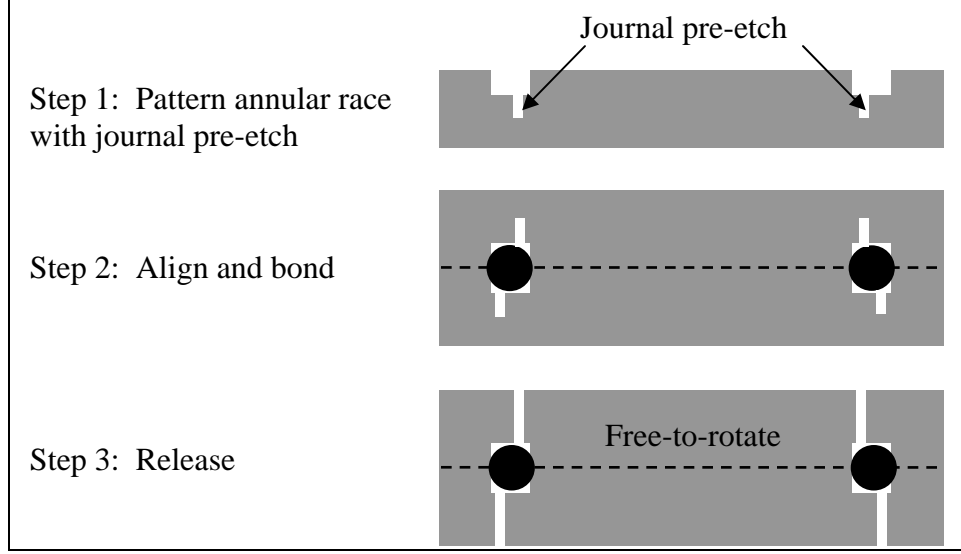 Journal pre-etch
Step 1: Pattern annular race
with journal pre-etch
Step 2: Align and bond
Free-to-rotate
Step 3: Release